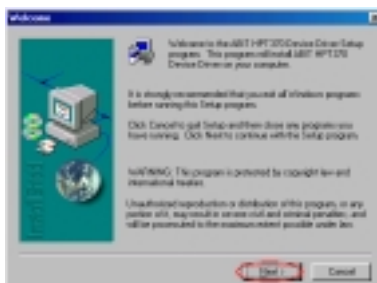 Welcome
Welcome to the ABIT HPT370 Device Driver Setup
program. This program will install ABIT HPT370
Device Driver on your computer.
It is strongly recommended that you exit all Windows programs
before running this Setup program.
Click Cancel to quit Setup and then close any programs you
have running. Click Next to continue with the Setup program.
WARNING: This program is protected by copyright law and
international treaties.
Unauthorized reproduction or distribution of this program, or any
portion of it, may result in severe civil and criminal penalties, and
will be prosecuted to the maximum extent possible under law.
Next >
Cancel